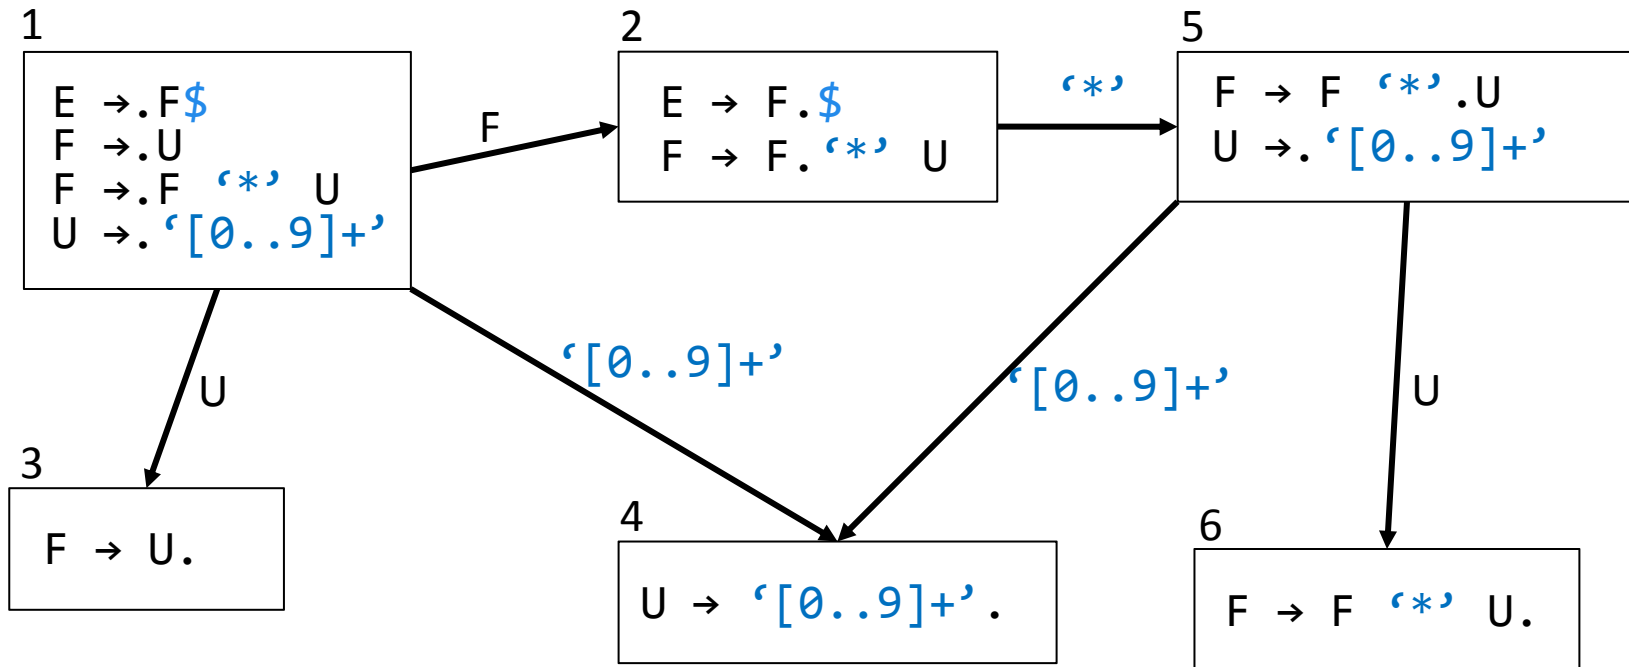 1
E →.F$
F →.U
F →.F ‘*’ U
U →.‘[0..9]+’
F
2
E → F.$
F → F.‘*’ U
‘*’
5
F → F ‘*’.U
U →.‘[0..9]+’
U
‘[0..9]+’
‘[0..9]+’
U
3
F → U.
4
U → ‘[0..9]+’.
6
F → F ‘*’ U.